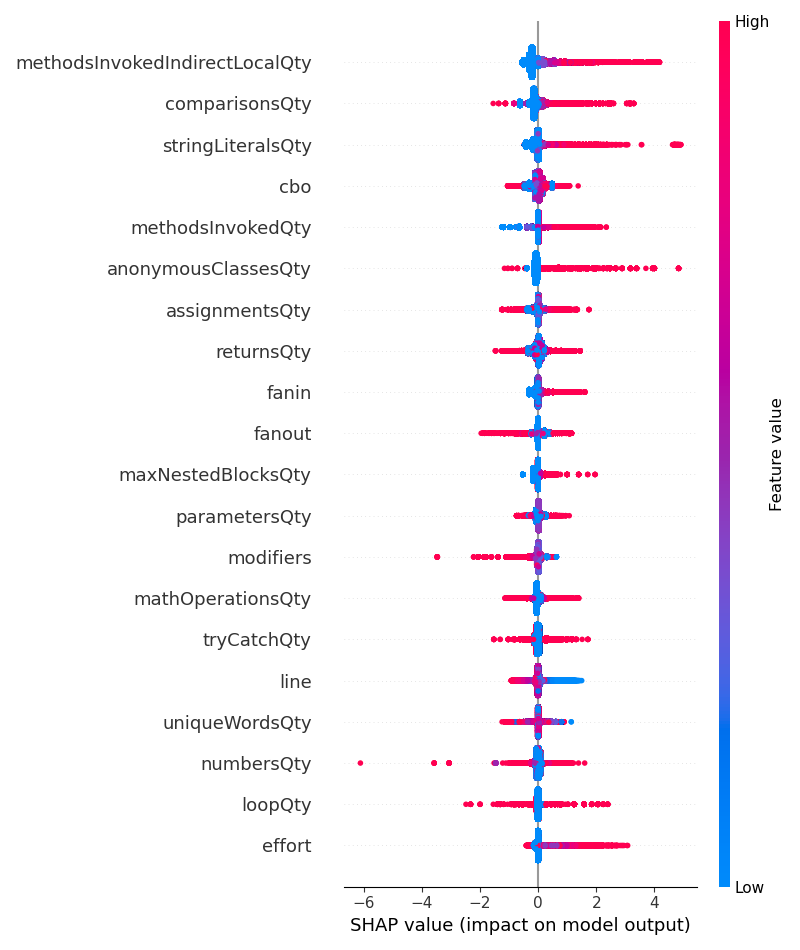 High
methodsInvokedIndirectLocalQty
comparisonsQty
stringLiteralsQty
cbo
methodsInvokedQty
anonymousClassesQty
assignmentsQty
returnsQty
fanin
fanout
maxNestedBlocksQty
parametersQty
modifiers
mathOperationsQty
tryCatchQty
line
uniqueWordsQty
numbersQty
loopQty
effort
Feature value
Low
−6 −4 −2 0 2 4
SHAP value (impact on model output)